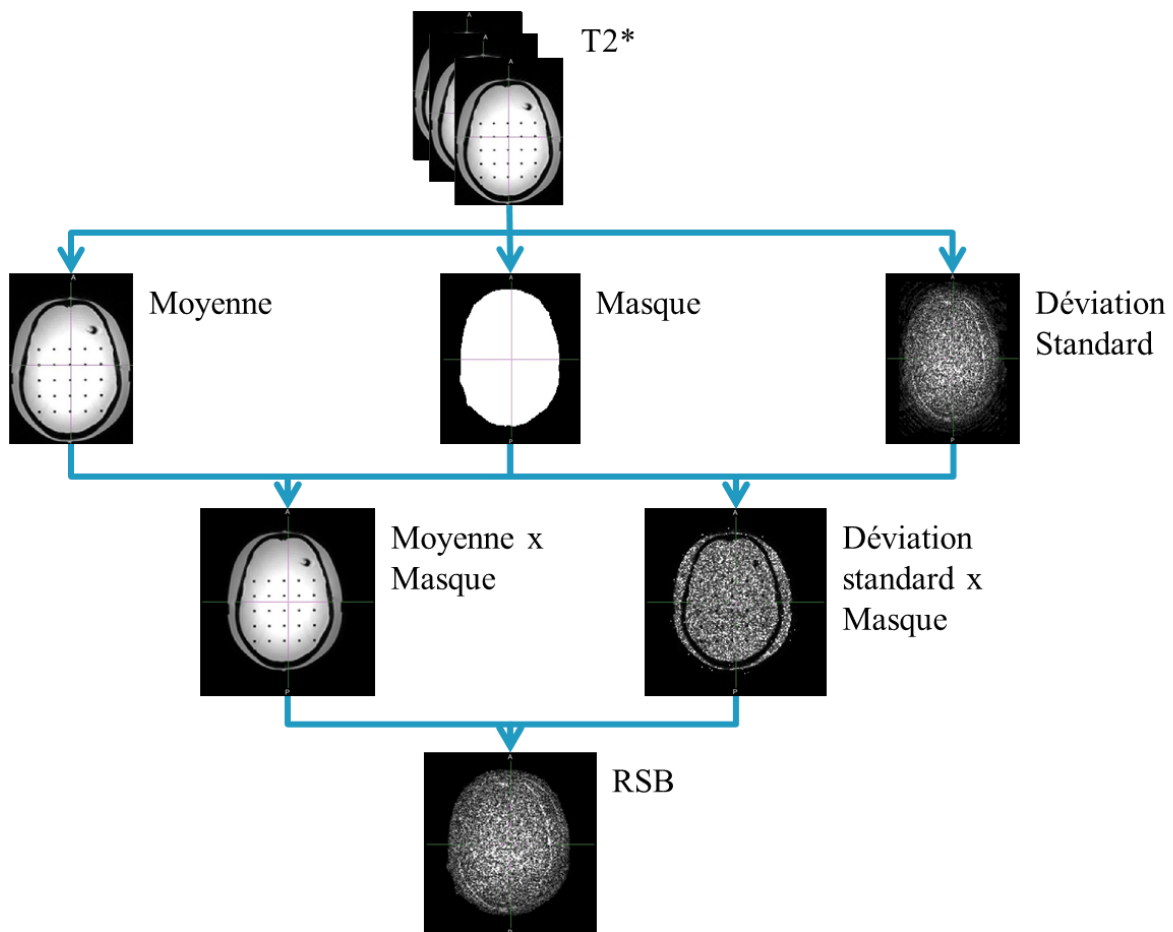 T2*
Moyenne
Masque
Déviation
Standard
Moyenne x
Masque
Déviation
standard x
Masque
RSB
A
A
A
A
P
P
A
P
A
P
A
P